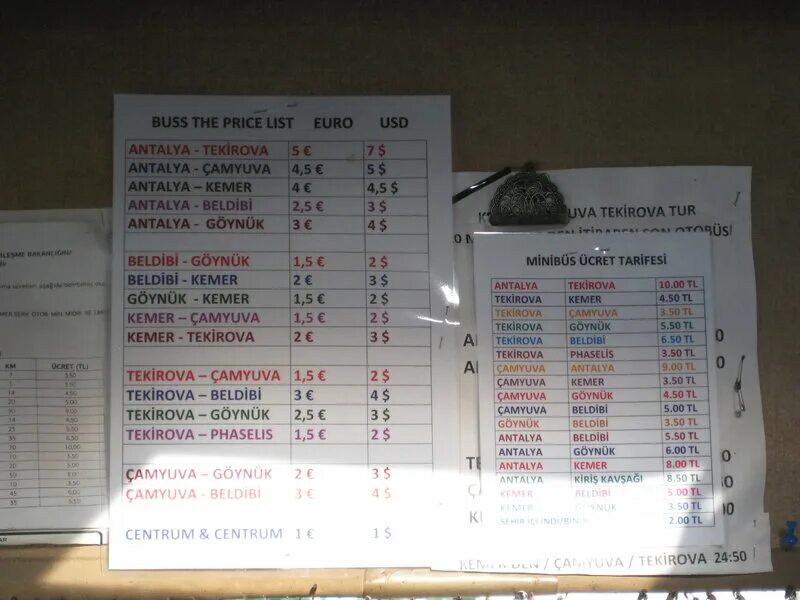 BUSS THE PRICE LIST EURO USD
ANTALYA - TEKİROVA 5 € 7 $
ANTALYA - ÇAMYUVA 4,5 € 5 $
ANTALYA – KEMER 4 € 4,5 $
ANTALYA - BELDİBİ 2,5 € 3 $
ANTALYA - GÖYNÜK 3 € 4 $
BELDİBİ - GÖYNÜK 1,5 € 2 $
BELDİBİ - KEMER 2 € 3 $
GÖYNÜK - KEMER 1,5 € 2 $
KEMER – ÇAMYUVA 1,5 € 2 $
KEMER - TEKİROVA 2 € 3 $
TEKİROVA – ÇAMYUVA 1,5 € 2 $
TEKİROVA – BELDİBİ 3 € 4 $
TEKİROVA – GÖYNÜK 2,5 € 3 $
TEKİROVA – PHASELIS 1,5 € 2 $
ÇAMYUVA – GÖYNÜK 2 € 3 $
ÇAMYUVA - BELDİBİ 3 € 4 $
CENTRUM & CENTRUM 1 € 1 $
UVA TEKİROVA TUR
SON OTOBÜSÜ
MİNİBÜS ÜCRET TARİFESİ
ANTALYA TEKİROVA 10.00 TL
TEKİROVA KEMER 4.50 TL
TEKİROVA ÇAMYUVA 3.50 TL
TEKİROVA GÖYNÜK 5.50 TL
TEKİROVA BELDİBİ 6.50 TL
TEKİROVA PHASELİS 3.50 TL
ÇAMYUVA ANTALYA 9.00 TL
ÇAMYUVA KEMER 3.50 TL
ÇAMYUVA GÖYNÜK 4.50 TL
ÇAMYUVA BELDİBİ 5.00 TL
GÖYNÜK BELDİBİ 3.50 TL
ANTALYA BELDİBİ 5.50 TL
ANTALYA GÖYNÜK 6.00 TL
ANTALYA KEMER 8.00 TL
ANTALYA KİRİŞ KAVŞAĞI 8.50 TL
KEMER BELDİBİ 5.00 TL
KEMER GÖYNÜK 3.50 TL
ŞEHİR İÇİ 2.00 TL
KEMER DEN / ÇAMYUVA / TEKİROVA 24:50
KM ÜCRET (TL)